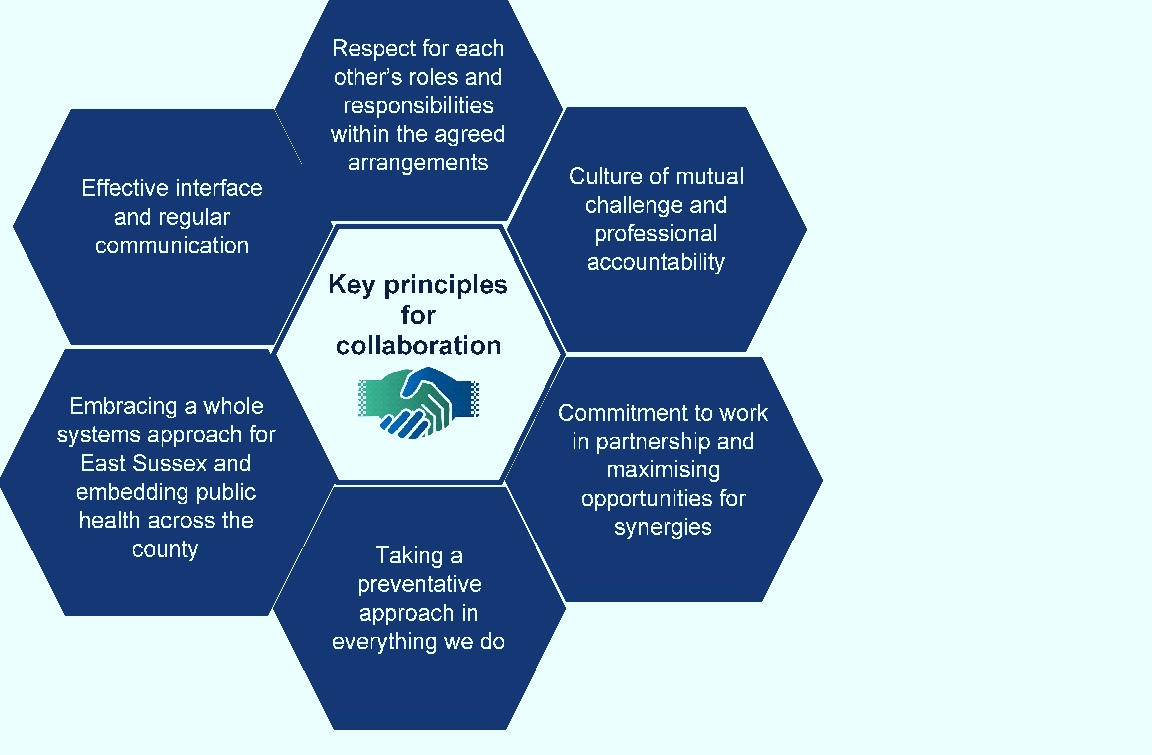 Respect for each
other’s roles and
responsibilities
within the agreed
arrangements
Culture of mutual
challenge and
professional
accountability
Effective interface
and regular
communication
Key principles
for
collaboration
Embracing a whole
systems approach for
East Sussex and
embedding public
health across the
county
Commitment to work
in partnership and
maximising
opportunities for
synergies
Taking a
preventative
approach in
everything we do